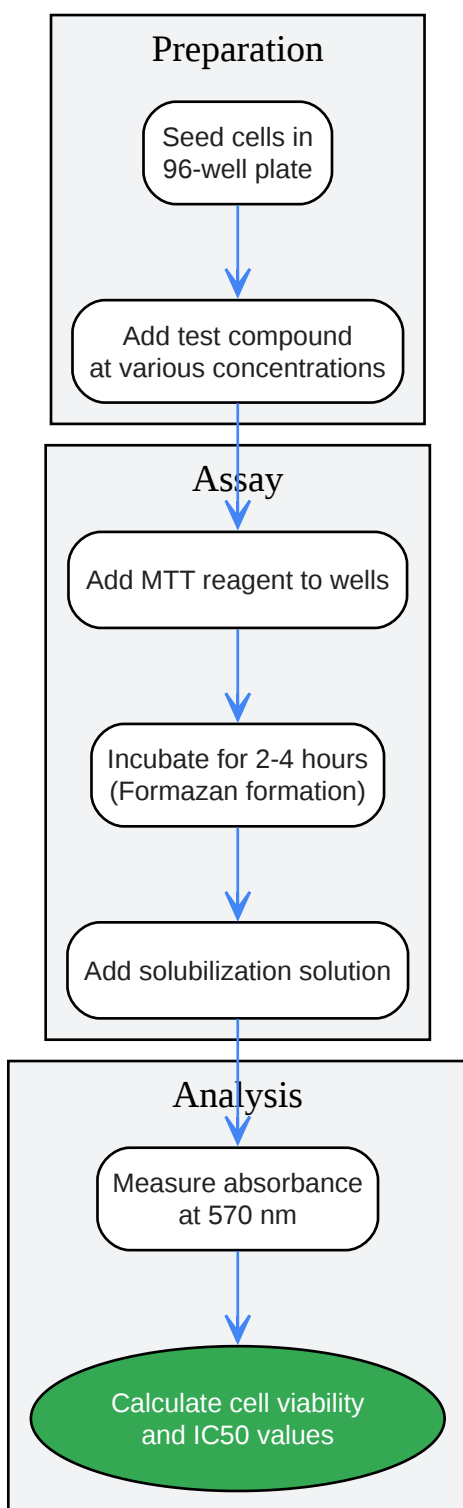 Preparation
Seed cells in
96-well plate
Add test compound
at various concentrations
Assay
Add MTT reagent to wells
Incubate for 2-4 hours
(Formazan formation)
Add solubilization solution
Analysis
Measure absorbance
at 570 nm
Calculate cell viability
and IC50 values